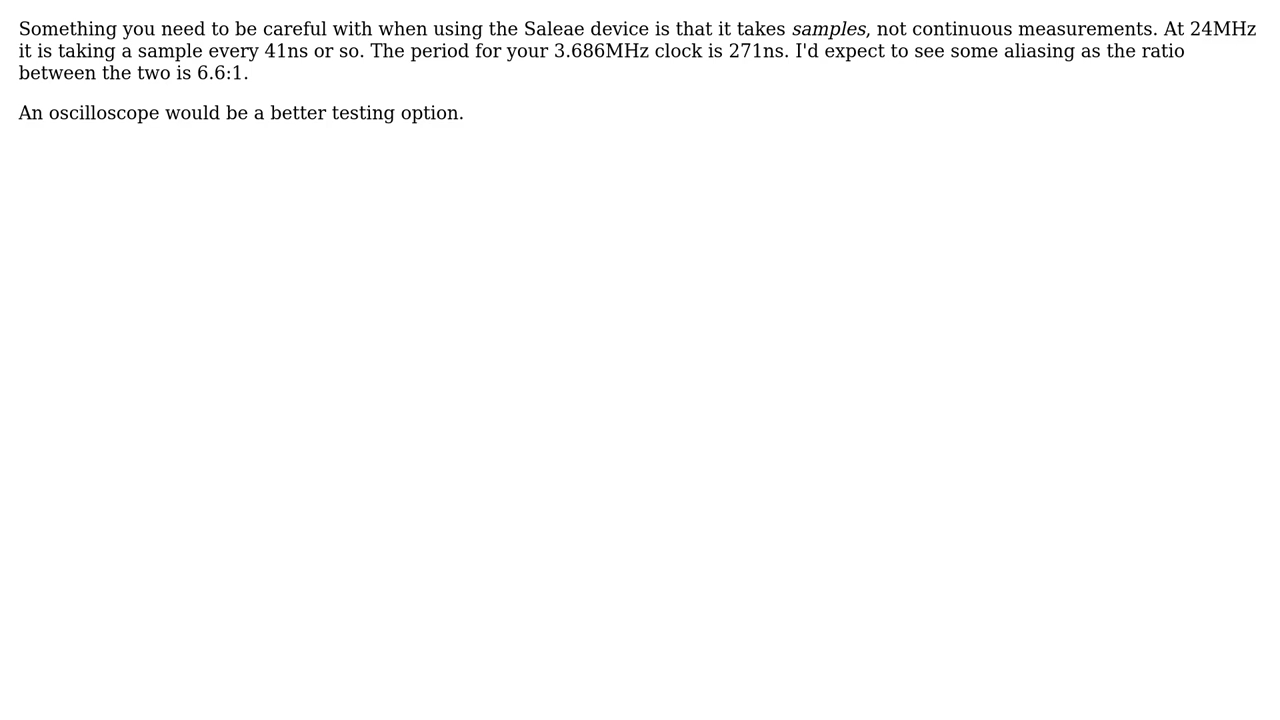 Something you need to be careful with when using the Saleae device is that it takes samples, not continuous measurements. At 24MHz
it is taking a sample every 41ns or so. The period for your 3.686MHz clock is 271ns. I'd expect to see some aliasing as the ratio
between the two is 6.6:1.
An oscilloscope would be a better testing option.